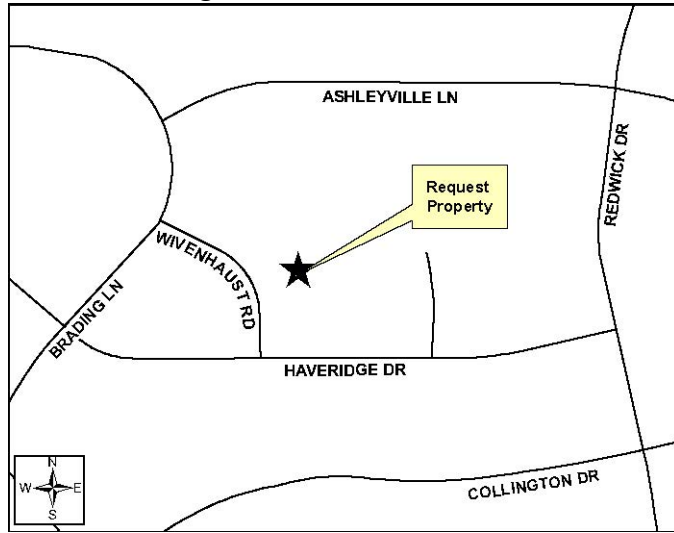 ASHLEYVILLE LN
REDWICK DR
Request
Property
WIVENHAUST RD
BRADING LN
HAVERIDGE DR
COLLINGTON DR
N
W E
S